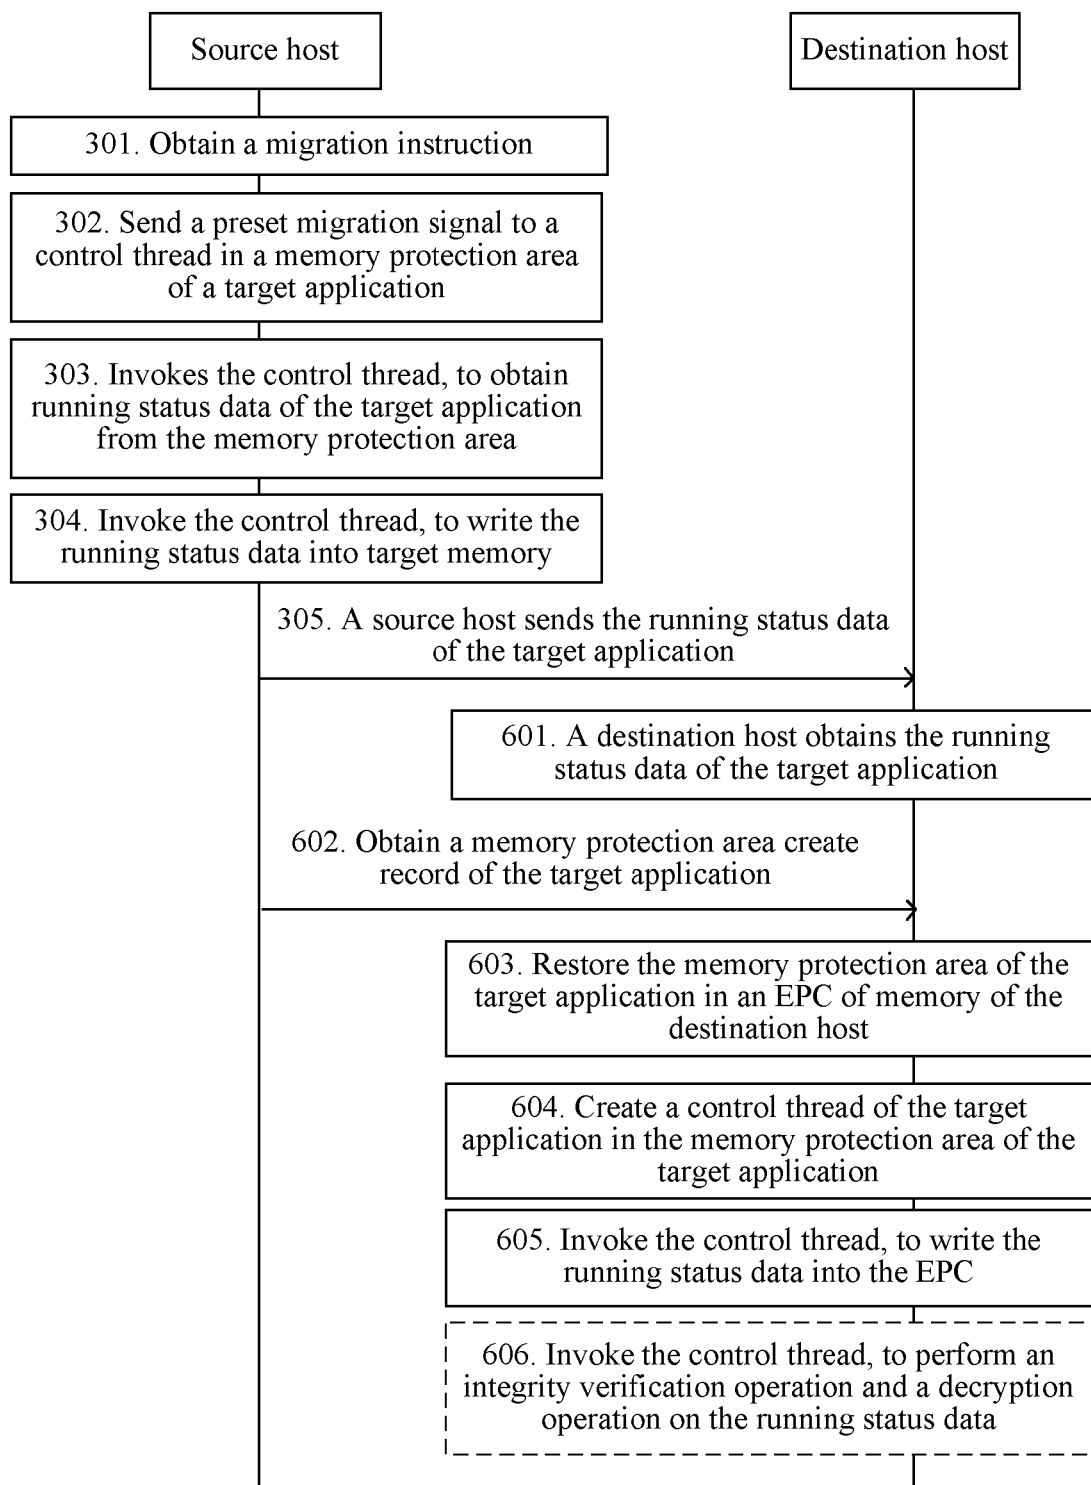 Source host
Destination host
301. Obtain a migration instruction
302. Send a preset migration signal to a
control thread in a memory protection area
of a target application
303. Invokes the control thread, to obtain
running status data of the target application
from the memory protection area
304. Invoke the control thread, to write the
running status data into target memory
305. A source host sends the running status data
of the target application
601. A destination host obtains the running
status data of the target application
602. Obtain a memory protection area create
record of the target application
603. Restore the memory protection area of the
target application in an EPC of memory of the
destination host
604. Create a control thread of the target
application in the memory protection area of the
target application
605. Invoke the control thread, to write the
running status data into the EPC
606. Invoke the control thread, to perform an
integrity verification operation and a decryption
operation on the running status data